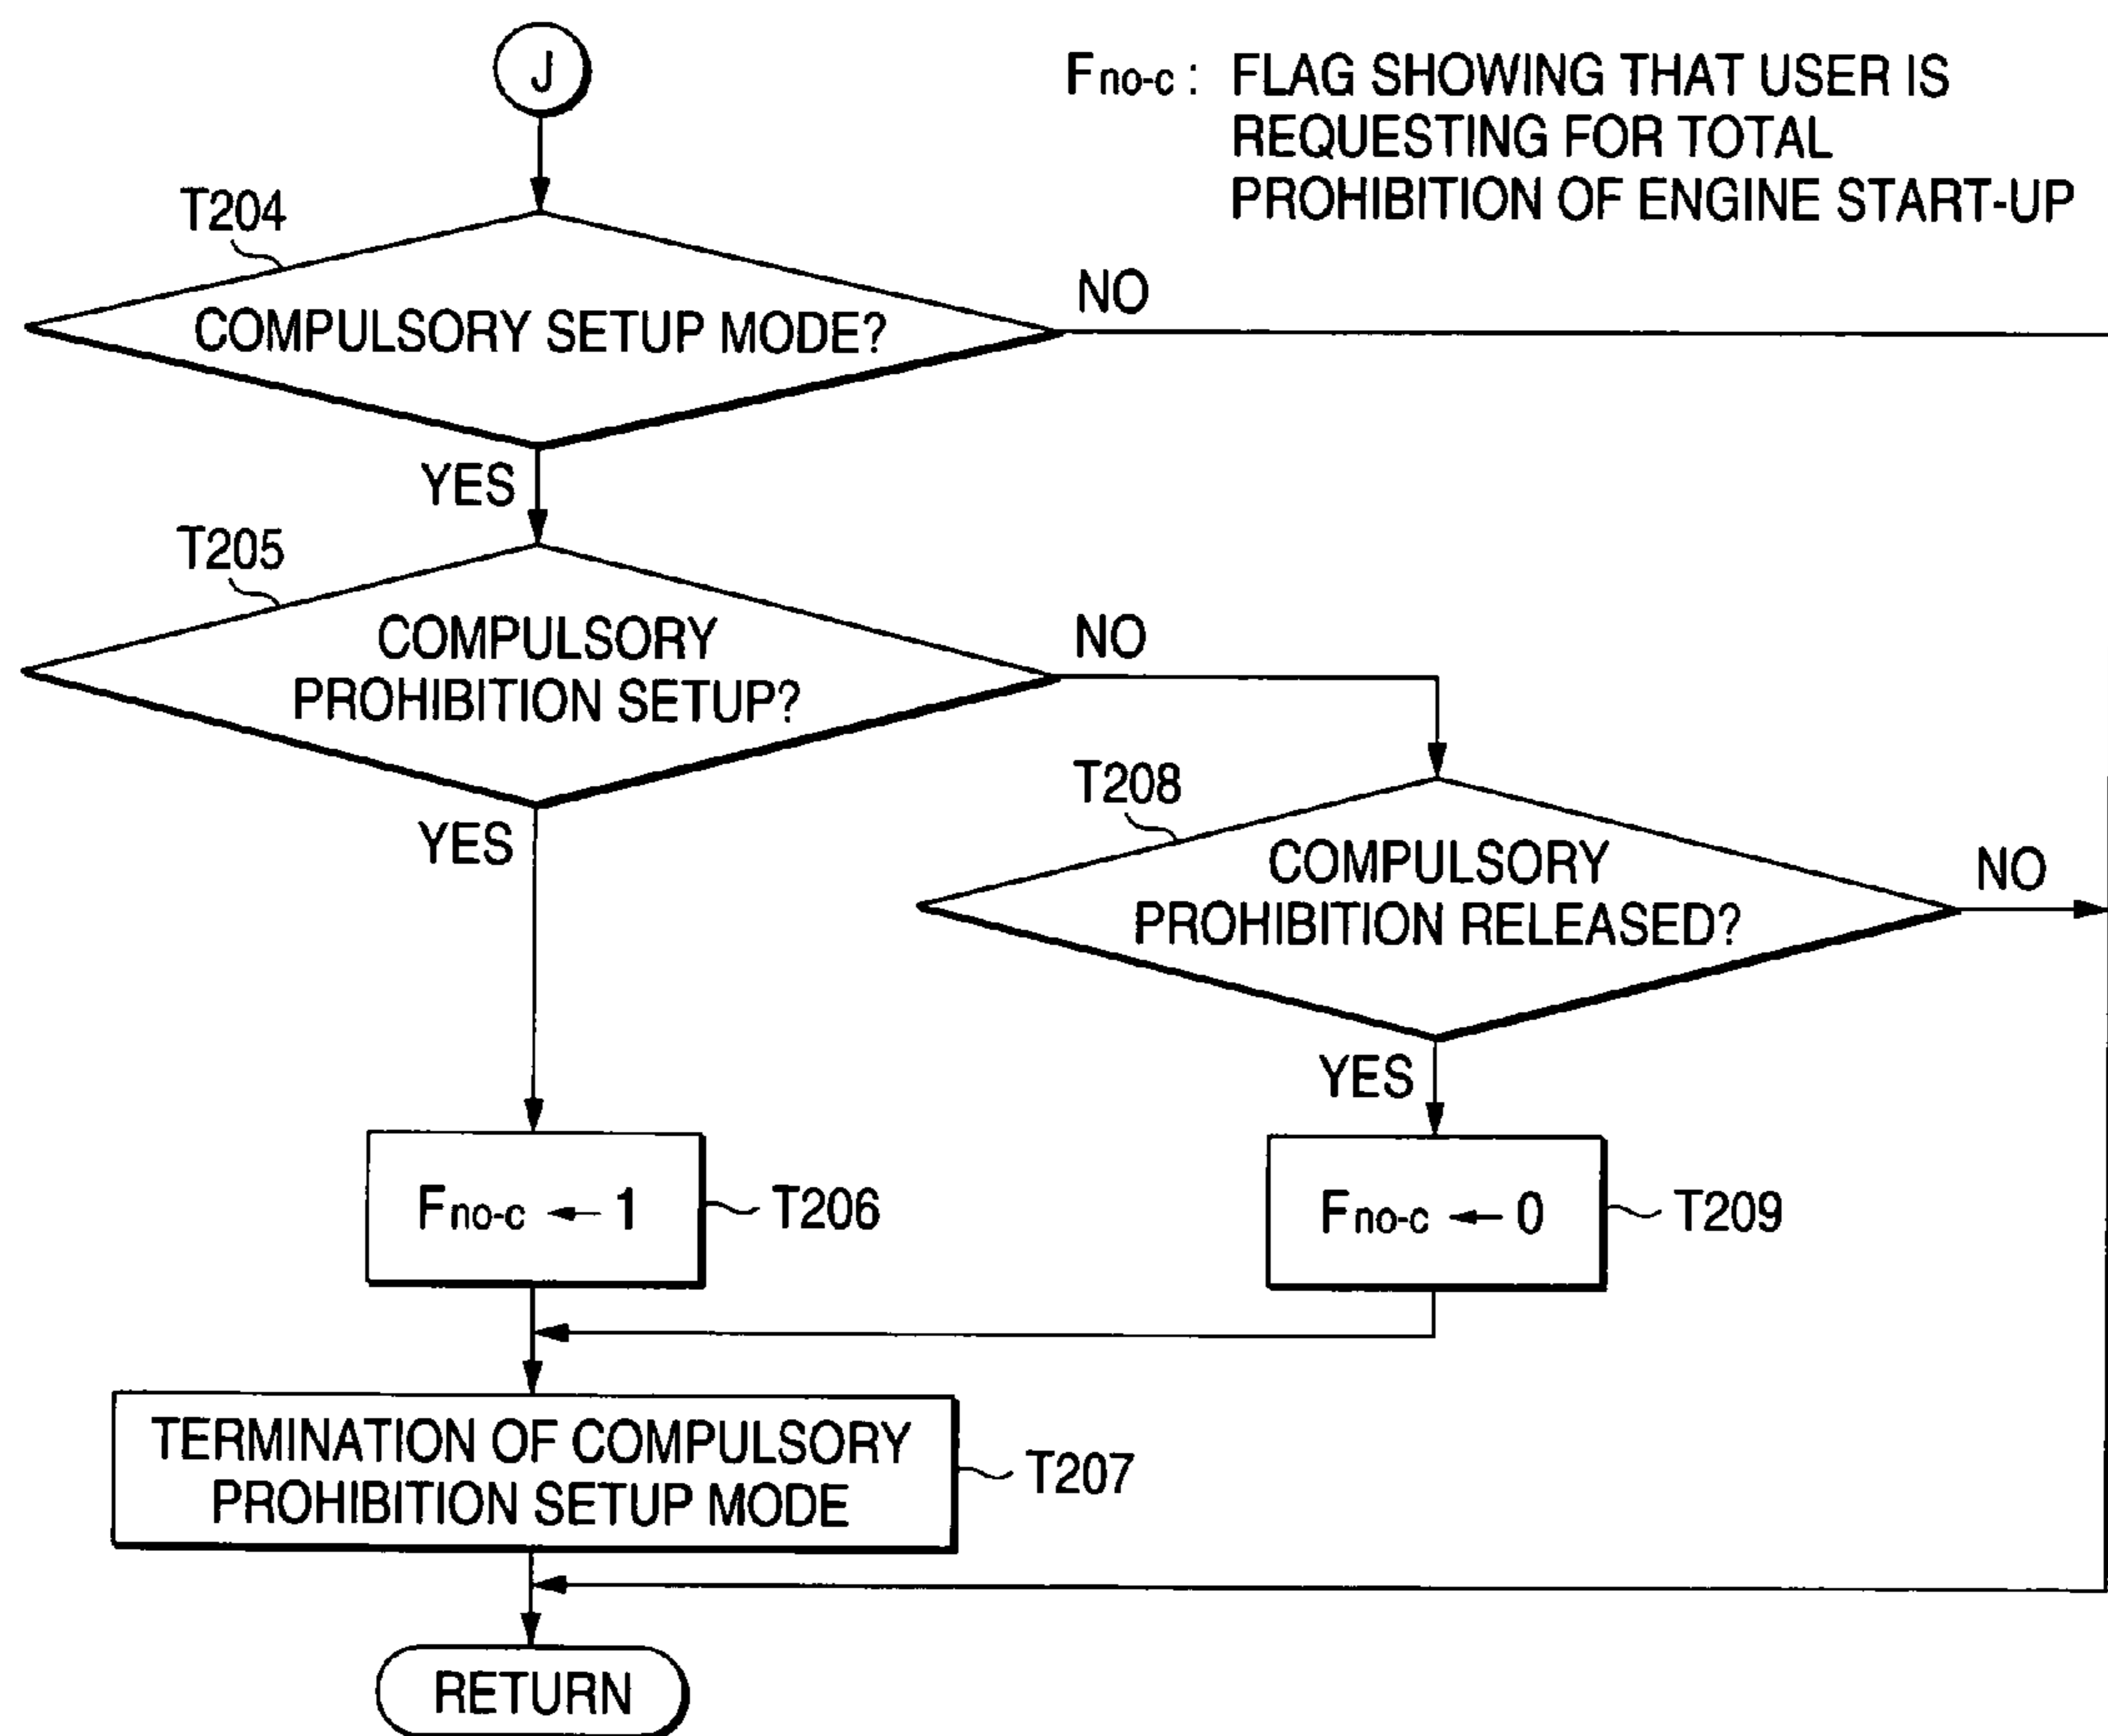 J
Fno-c : FLAG SHOWING THAT USER IS
REQUESTING FOR TOTAL
PROHIBITION OF ENGINE START-UP
T204
COMPULSORY SETUP MODE?
NO
YES
T205
COMPULSORY
PROHIBITION SETUP?
NO
YES
T208
COMPULSORY
PROHIBITION RELEASED?
NO
YES
Fno-c ← 1
T206
Fno-c ← 0
T209
TERMINATION OF COMPULSORY
PROHIBITION SETUP MODE
T207
RETURN